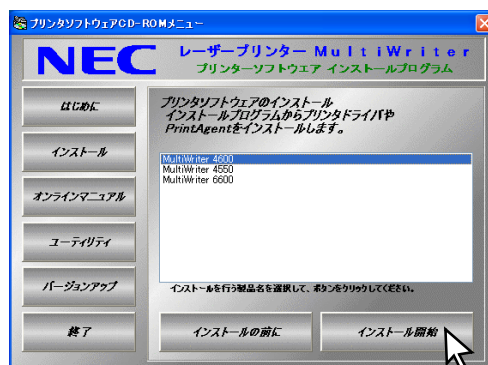 プリンタソフトウェアCD-ROMメニュー
NEC
レーザープリンター MultiWriter
プリンターソフトウエア インストールプログラム
はじめに
インストール
オンラインマニュアル
ユーティリティ
バージョンアップ
終了
プリンタソフトウェアのインストール
インストールプログラムからプリンタドライバや
PrintAgentをインストールします。
MultiWriter 4600
MultiWriter 4550
MultiWriter 6600
インストールを行う製品名を選択して、ボタンをクリックしてください。
インストールの前に
インストール開始